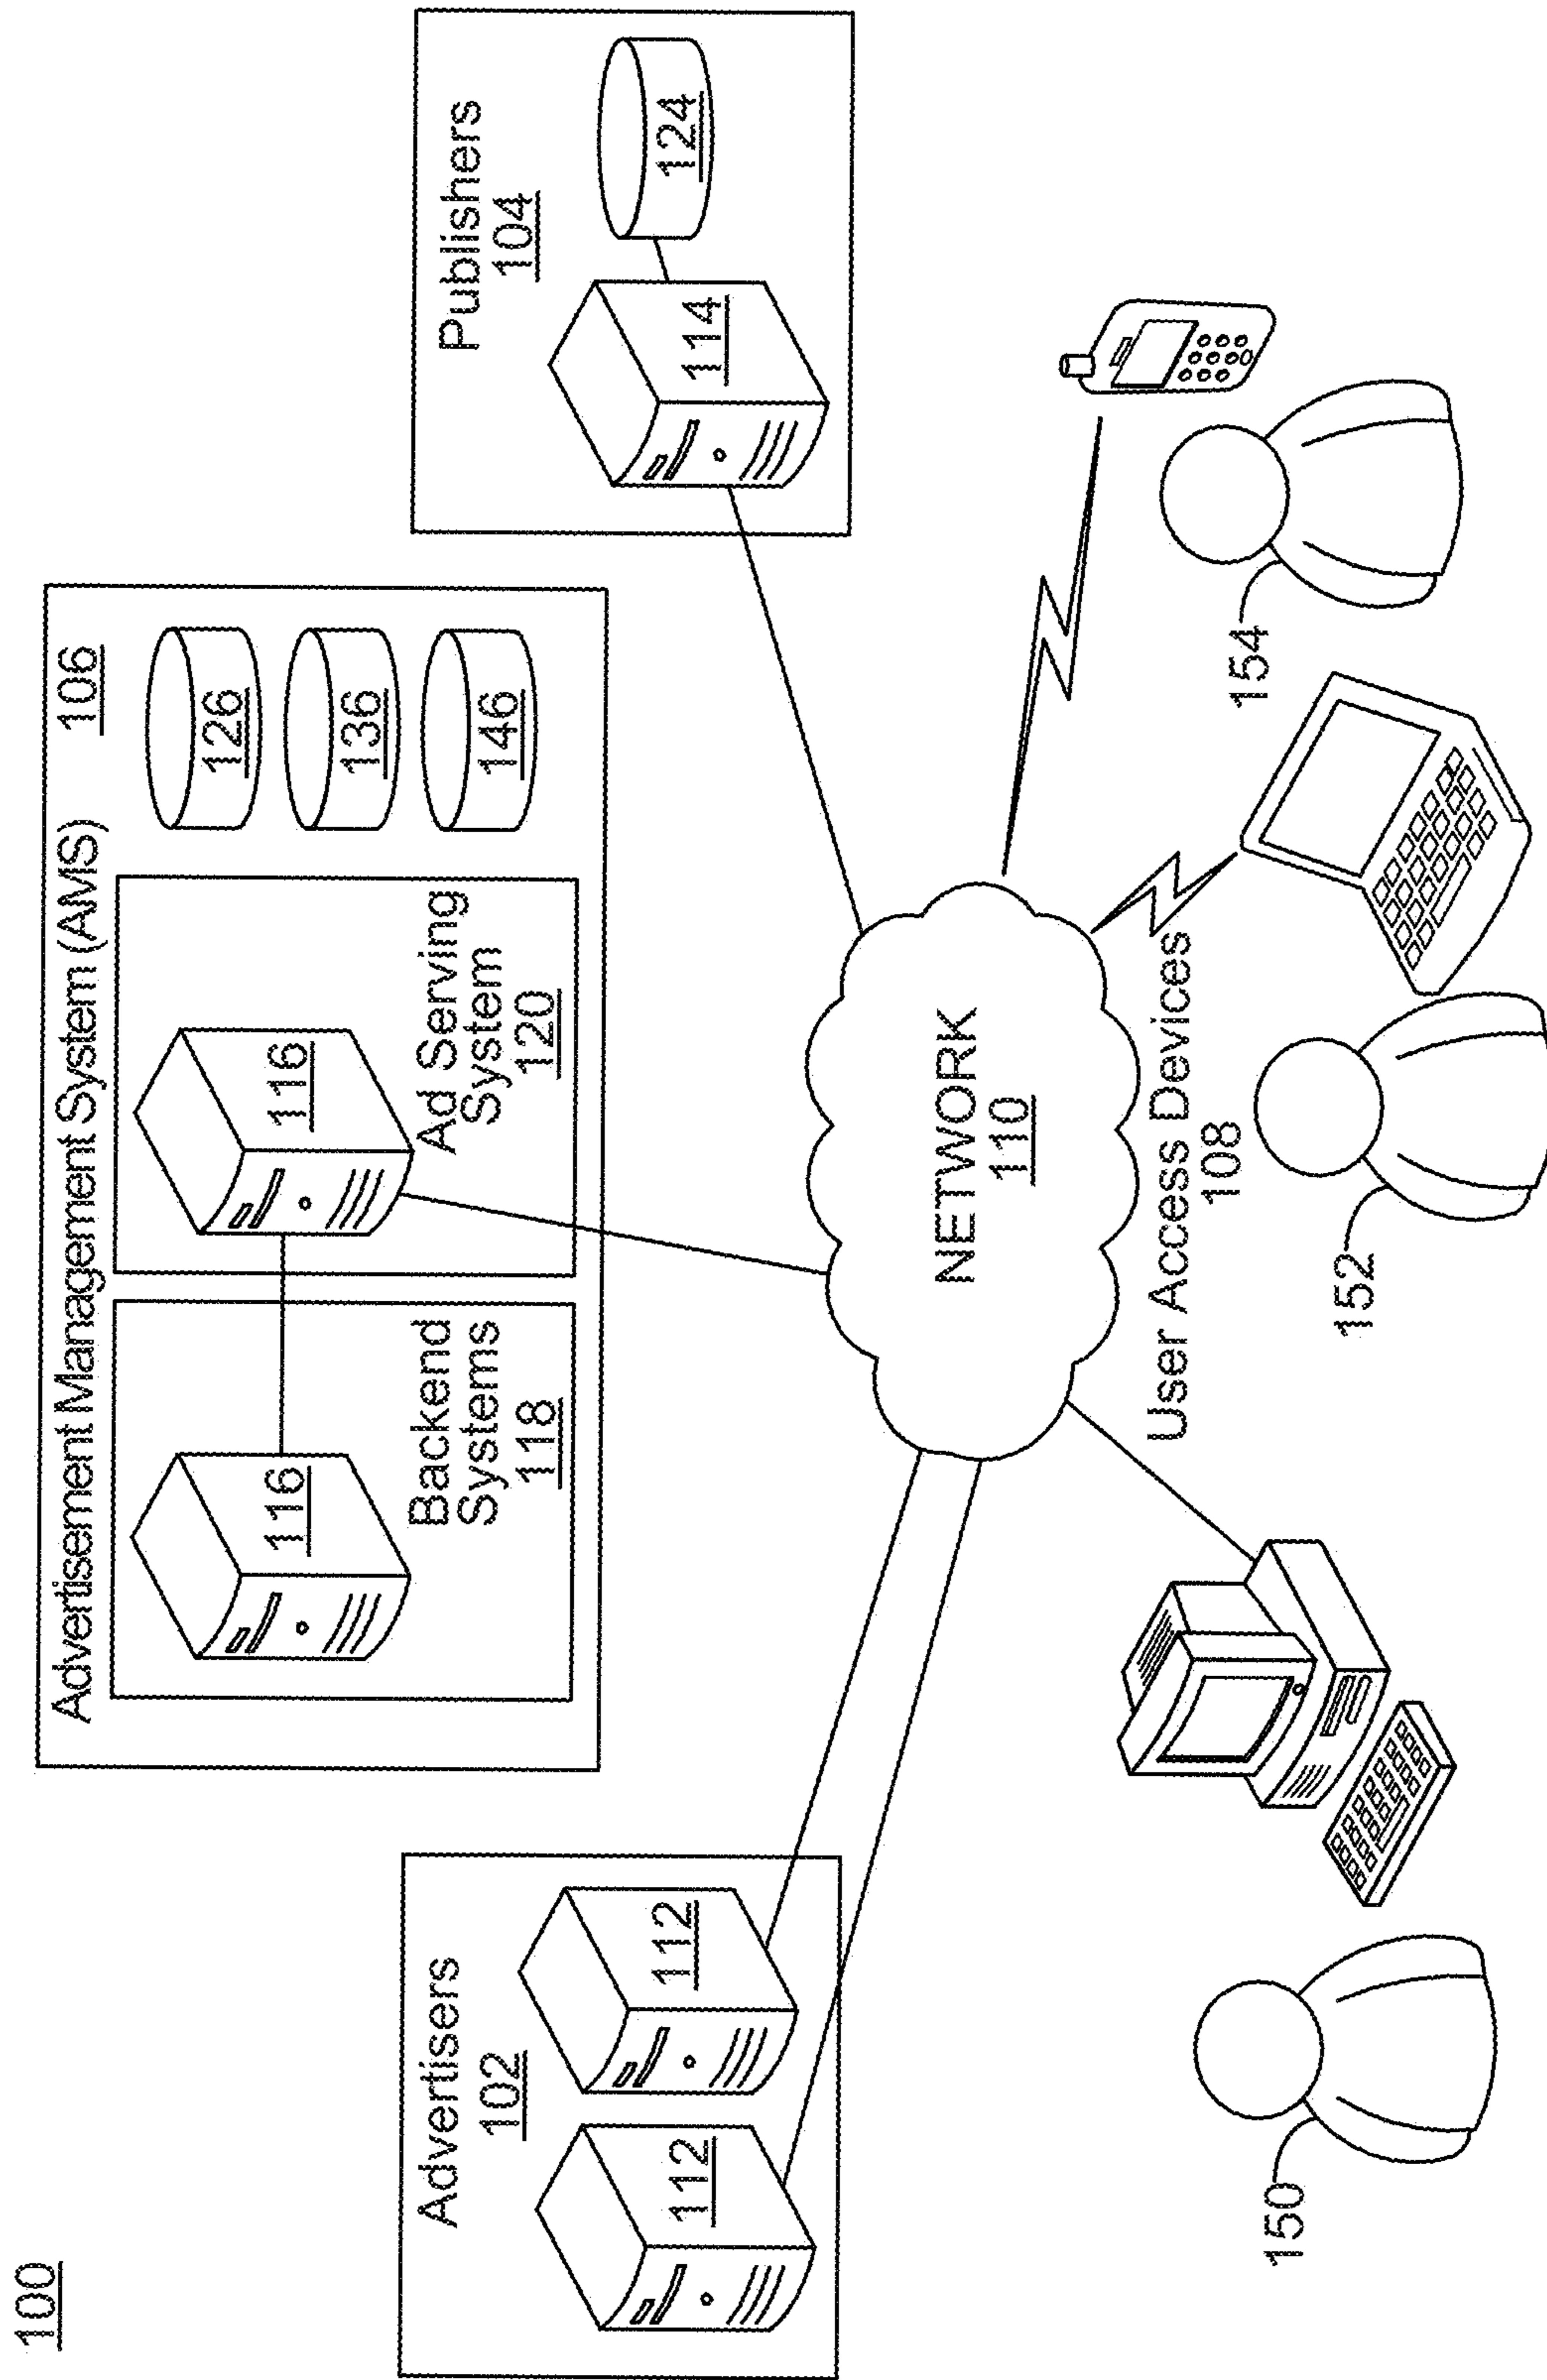 100
Advertisement Management System (AMS)
106
116
Backend
Systems
118
116
Ad Serving
System
120
126
136
146
Advertisers
102
112
112
Publishers
104
114
124
NETWORK
110
User Access Devices
108
150
152
154